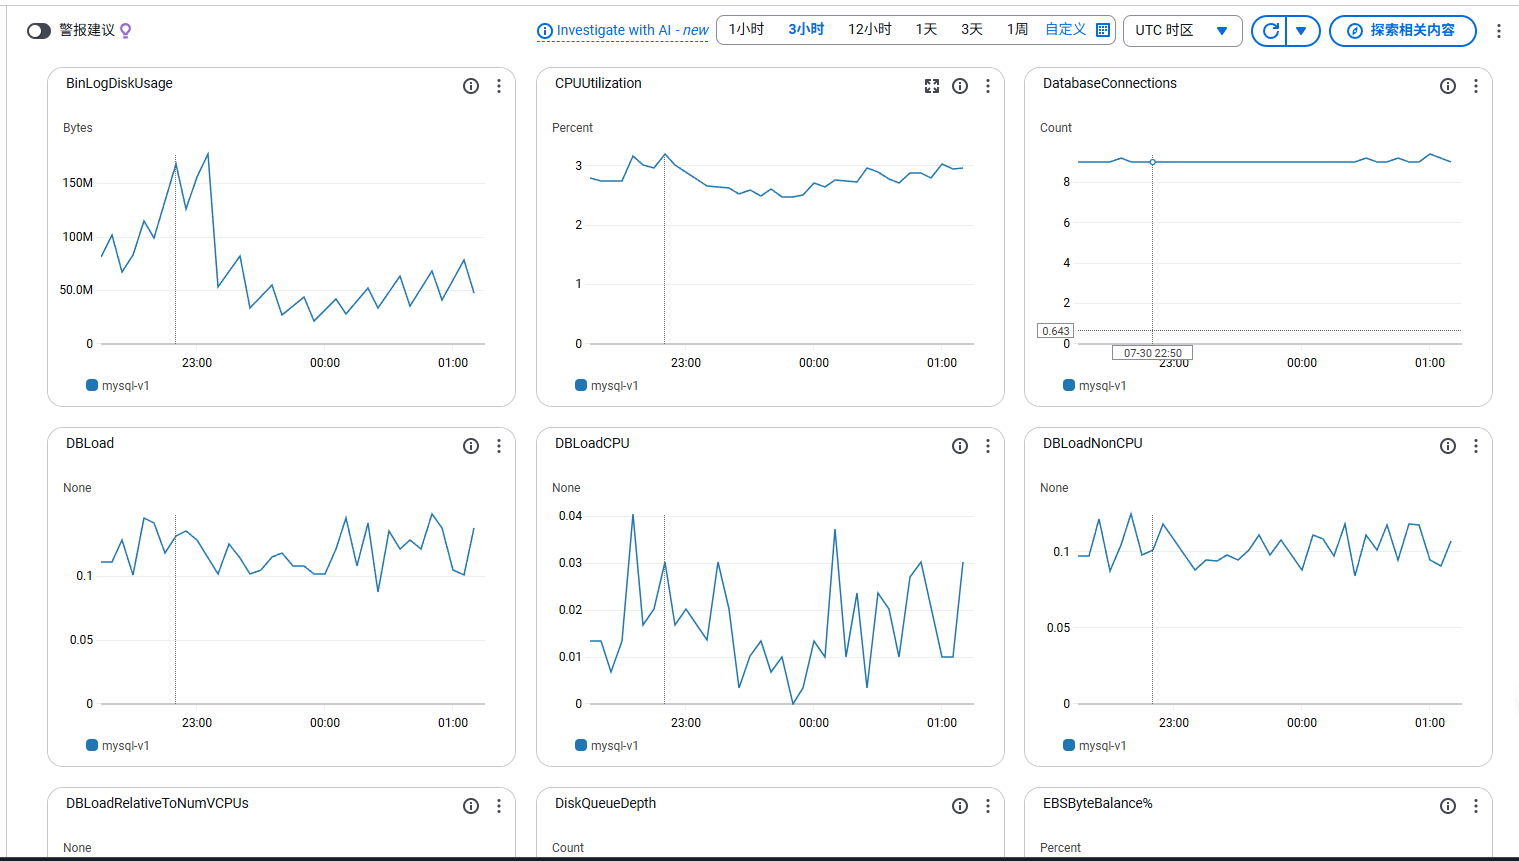 警报建议 Investigate with AI - new 1小时 3小时 12小时 1天 3天 1周 自定义 UTC 时区 探索相关内容
BinLogDiskUsage
Bytes
150M
100M
50.0M
0
23:00 00:00 01:00
mysql-v1
CPUUtilization
Percent
3
2
1
0
23:00 00:00 01:00
mysql-v1
DatabaseConnections
Count
8
6
4
2
0.643
0
07-30 22:50
23:00 00:00 01:00
mysql-v1
DBLoad
None
0.1
0.05
0
23:00 00:00 01:00
mysql-v1
DBLoadCPU
None
0.04
0.03
0.02
0.01
0
23:00 00:00 01:00
mysql-v1
DBLoadNonCPU
None
0.1
0.05
0
23:00 00:00 01:00
mysql-v1
DBLoadRelativeToNumVCPUs
None
DiskQueueDepth
Count
EBSByteBalance%
Percent